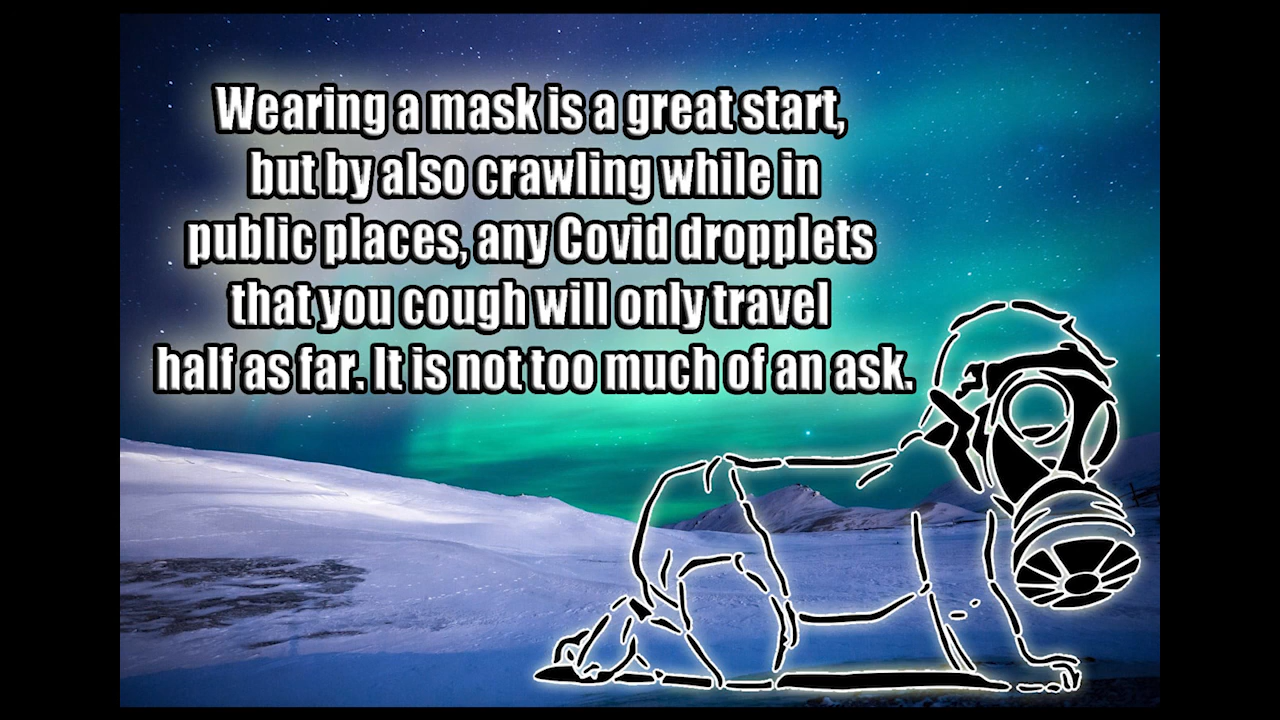 Wearing a mask is a great start,
but by also crawling while in
public places, any Covid dropplets
that you cough will only travel
half as far. It is not too much of an ask.